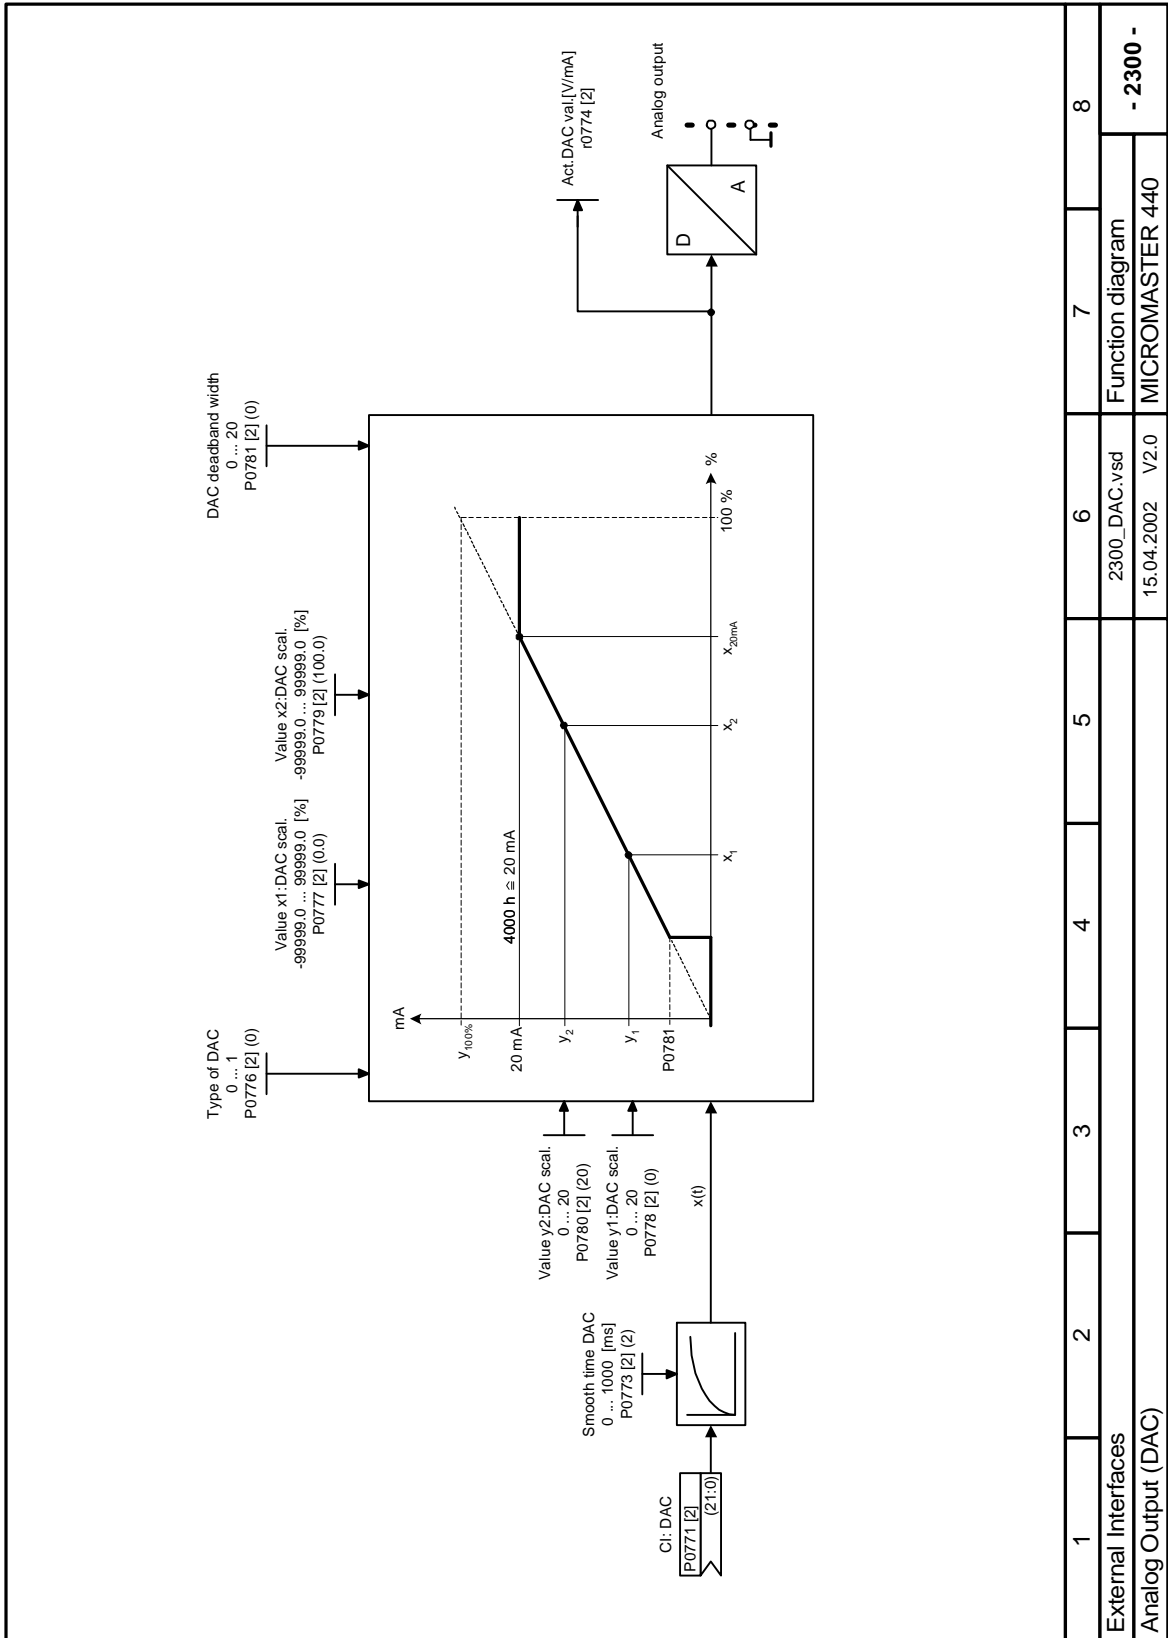 DAC deadband width
0 ... 20
P0781 [2] (0)
Value x2:DAC scal.
-99999.0 ... 99999.0 [%]
P0779 [2] (100.0)
Value x1:DAC scal.
-99999.0 ... 99999.0 [%]
P0777 [2] (0.0)
Type of DAC
0 ... 1
P0776 [2] (0)
Act.DAC val.[V/mA]
r0774 [2]
Analog output
D
A
mA
y100%
20 mA
y2
y1
P0781
4000 h ≙ 20 mA
x1
x2
x20mA
100 %
%
Value y2:DAC scal.
0 ... 20
P0780 [2] (20)
Value y1:DAC scal.
0 ... 20
P0778 [2] (0)
x(t)
Smooth time DAC
0 ... 1000 [ms]
P0773 [2] (2)
CI: DAC
P0771 [2]
(21:0)
1 2 3 4 5 6 7 8
External Interfaces 2300_DAC.vsd Function diagram - 2300 -
Analog Output (DAC) 15.04.2002 V2.0 MICROMASTER 440